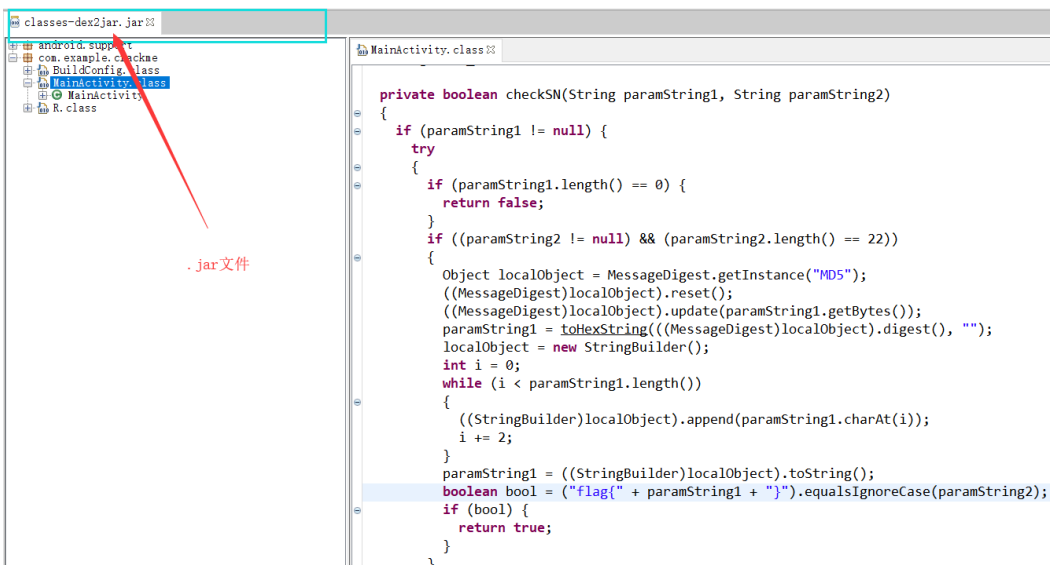 classes-dex2jar.jar
android.support
com.example.crackme
BuildConfig.class
MainActivity.class
MainActivity
R.class
.jar文件
MainActivity.class
private boolean checkSN(String paramString1, String paramString2)
{
if (paramString1 != null) {
try
{
if (paramString1.length() == 0) {
return false;
}
if ((paramString2 != null) && (paramString2.length() == 22))
{
Object localObject = MessageDigest.getInstance("MD5");
((MessageDigest)localObject).reset();
((MessageDigest)localObject).update(paramString1.getBytes());
paramString1 = toHexString(((MessageDigest)localObject).digest(), "");
localObject = new StringBuilder();
int i = 0;
while (i < paramString1.length())
{
((StringBuilder)localObject).append(paramString1.charAt(i));
i += 2;
}
paramString1 = ((StringBuilder)localObject).toString();
boolean bool = ("flag{" + paramString1 + "}").equalsIgnoreCase(paramString2);
if (bool) {
return true;
}
}